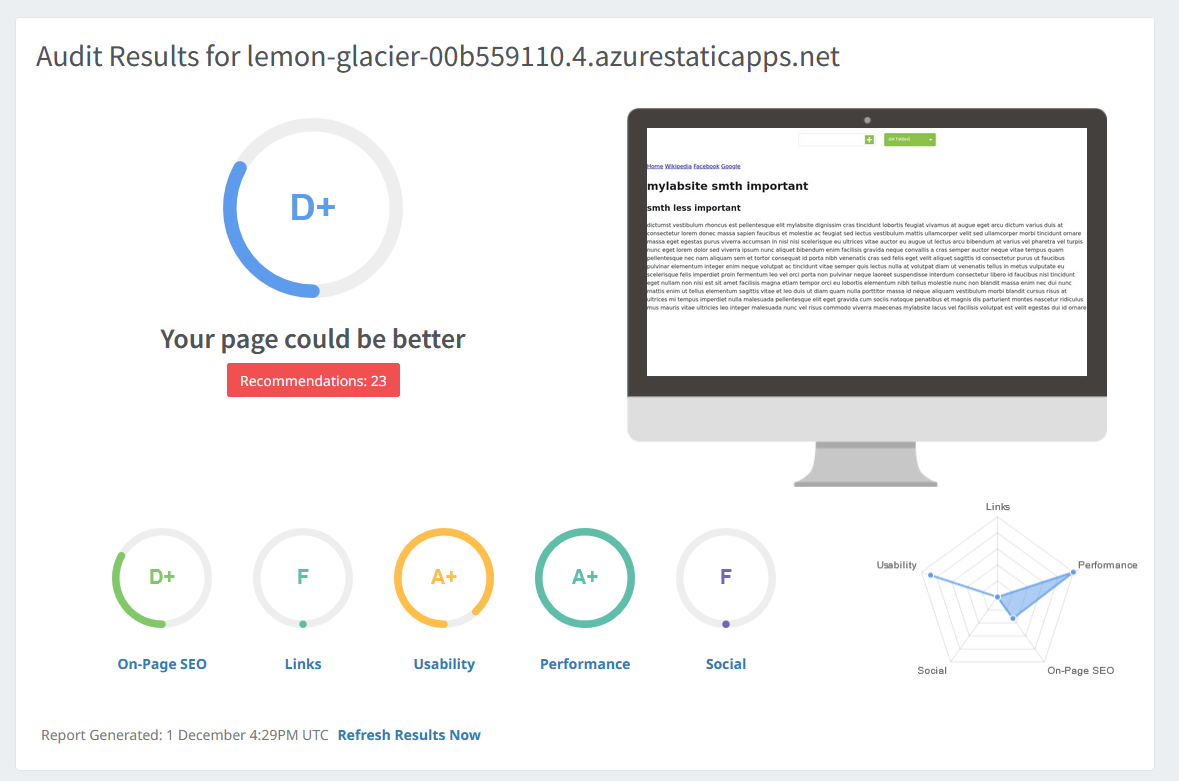 Audit Results for lemon-glacier-00b559110.4.azurestaticapps.net
D+
Your page could be better
Recommendations: 23
Home Wikipedia Facebook Google
mylabsite smth important
smth less important
dictumst vestibulum rhoncus est pellentesque elit mylabsite dignissim cras tincidunt lobortis feugiat vivamus at augue eget arcu dictum varius duis at
consectetur lorem donec massa sapien faucibus et molestie ac feugiat sed lectus vestibulum mattis ullamcorper velit sed ullamcorper morbi tincidunt ornare
massa eget egestas purus viverra accumsan in nisl nisi scelerisque eu ultrices vitae auctor eu augue ut lectus arcu bibendum at varius vel pharetra vel turpis
nunc eget lorem dolor sed viverra ipsum nunc aliquet bibendum enim facilisis gravida neque convallis a cras semper auctor neque vitae tempus quam
pellentesque nec nam aliquam sem et tortor consequat id porta nibh venenatis cras sed felis eget velit aliquet sagittis id consectetur purus ut faucibus
pulvinar elementum integer enim neque volutpat ac tincidunt vitae semper quis lectus nulla at volutpat diam ut venenatis tellus in metus vulputate eu
scelerisque felis imperdiet proin fermentum leo vel orci porta non pulvinar neque laoreet suspendisse interdum consectetur libero id faucibus nisl tincidunt
eget nullam non nisi est sit amet facilisis magna etiam tempor orci eu lobortis elementum nibh tellus molestie nunc non blandit massa enim nec dui nunc
mattis enim ut tellus elementum sagittis vitae et leo duis ut diam quam nulla porttitor massa id neque aliquam vestibulum morbi blandit cursus risus at
ultrices mi tempus imperdiet nulla malesuada pellentesque elit eget gravida cum sociis natoque penatibus et magnis dis parturient montes nascetur ridiculus
mus mauris vitae ultricies leo integer malesuada nunc vel risus commodo viverra maecenas mylabsite lacus vel facilisis volutpat est velit egestas dui id ornare
D+
F
A+
A+
F
On-Page SEO
Links
Usability
Performance
Social
Links
Usability
Performance
Social
On-Page SEO
Report Generated: 1 December 4:29PM UTC Refresh Results Now